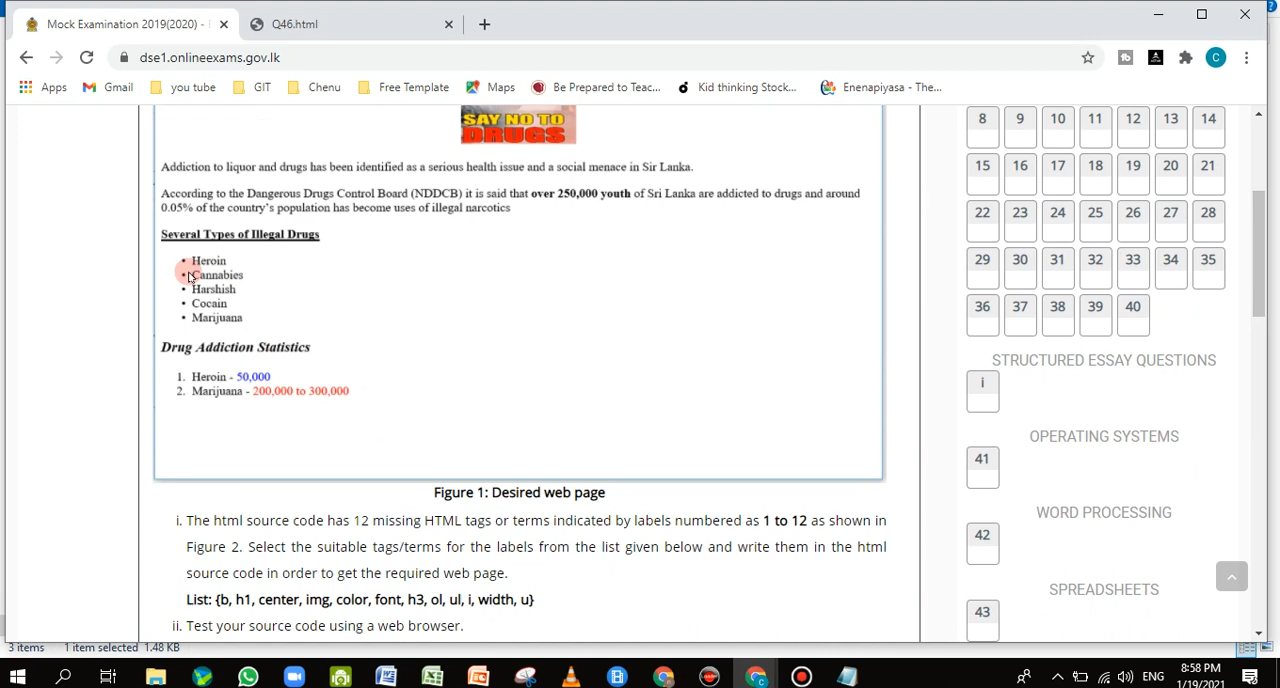 Mock Examination 2019(2020) -
Q46.html
dse1.onlineexams.gov.lk
Apps
Gmail
you tube
GIT
Chenu
Free Template
Maps
Be Prepared to Teac...
Kid thinking Stock...
Enenapiyasa - The...
SAY NO TO
DRUGS
Addiction to liquor and drugs has been identified as a serious health issue and a social menace in Sir Lanka.
According to the Dangerous Drugs Control Board (NDDCB) it is said that over 250,000 youth of Sri Lanka are addicted to drugs and around
0.05% of the country's population has become uses of illegal narcotics
Several Types of Illegal Drugs
• Heroin
• Cannabies
• Harshish
• Cocain
• Marijuana
Drug Addiction Statistics
1. Heroin - 50,000
2. Marijuana - 200,000 to 300,000
Figure 1: Desired web page
i. The html source code has 12 missing HTML tags or terms indicated by labels numbered as 1 to 12 as shown in
Figure 2. Select the suitable tags/terms for the labels from the list given below and write them in the html
source code in order to get the required web page.
List: {b, h1, center, img, color, font, h3, ol, ul, i, width, u}
ii. Test your source code using a web browser.
8 9 10 11 12 13 14
15 16 17 18 19 20 21
22 23 24 25 26 27 28
29 30 31 32 33 34 35
36 37 38 39 40
STRUCTURED ESSAY QUESTIONS
i
OPERATING SYSTEMS
41
WORD PROCESSING
42
SPREADSHEETS
43
3 items
1 item selected 1.48 KB
ENG
8:58 PM
1/19/2021